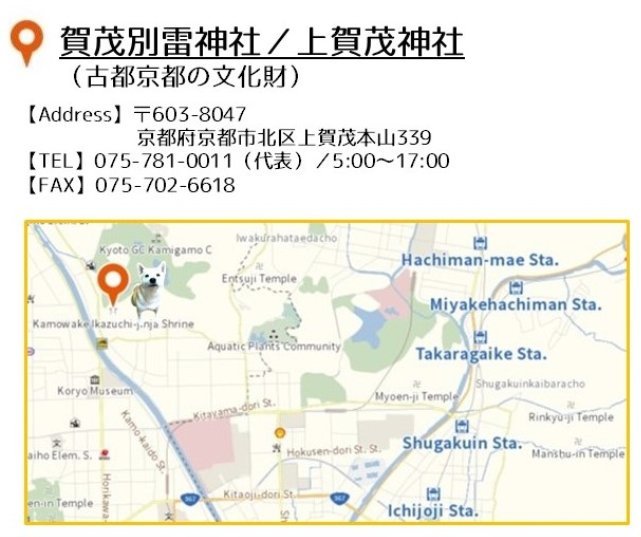 賀茂別雷神社／上賀茂神社
（古都京都の文化財）
【Address】〒603-8047
京都府京都市北区上賀茂本山339
【TEL】075-781-0011（代表）／5:00～17:00
【FAX】075-702-6618
Iwakurahataedacho
Kyoto GC Kamigamo C
Hachiman-mae Sta.
Entsuji Temple
Miyakehachiman Sta.
Kamowake Ikazuchi-jinja Shrine
Aquatic Plants Community
Takaragaike Sta.
Shugakuinkaibaracho
Koryo Museum
Myoen-ji Temple
Kitayama-dori St.
Rinkyu-ji Temple
Kamo-kaido St.
Shugakuin Sta.
Hokusen-dori St. St.
Manshu-in Temple
aiho Elem. S.
Horikawa-
Kitaoji-dori St.
367
367
en-in Temple
Ichijoji Sta.